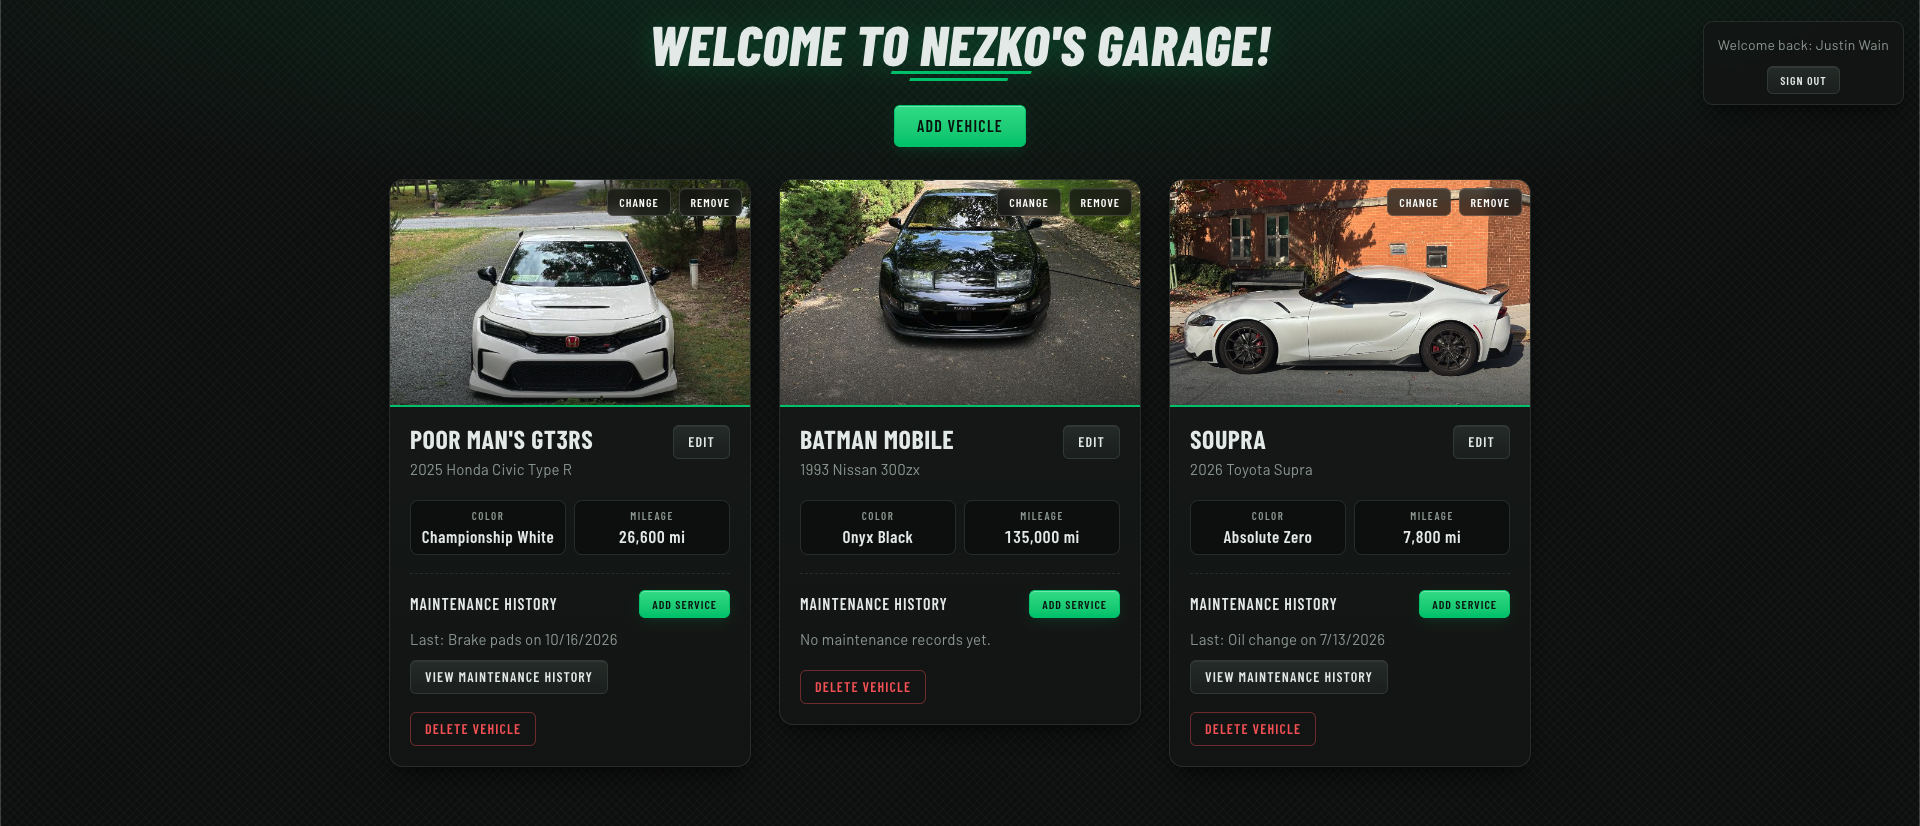 WELCOME TO NEZKO'S GARAGE!
Welcome back: Justin Wain
SIGN OUT
ADD VEHICLE
CHANGE
REMOVE
POOR MAN'S GT3RS
EDIT
2025 Honda Civic Type R
COLOR
Championship White
MILEAGE
26,600 mi
MAINTENANCE HISTORY
ADD SERVICE
Last: Brake pads on 10/16/2026
VIEW MAINTENANCE HISTORY
DELETE VEHICLE
CHANGE
REMOVE
BATMAN MOBILE
EDIT
1993 Nissan 300zx
COLOR
Onyx Black
MILEAGE
135,000 mi
MAINTENANCE HISTORY
ADD SERVICE
No maintenance records yet.
DELETE VEHICLE
CHANGE
REMOVE
SOUPRA
EDIT
2026 Toyota Supra
COLOR
Absolute Zero
MILEAGE
7,800 mi
MAINTENANCE HISTORY
ADD SERVICE
Last: Oil change on 7/13/2026
VIEW MAINTENANCE HISTORY
DELETE VEHICLE